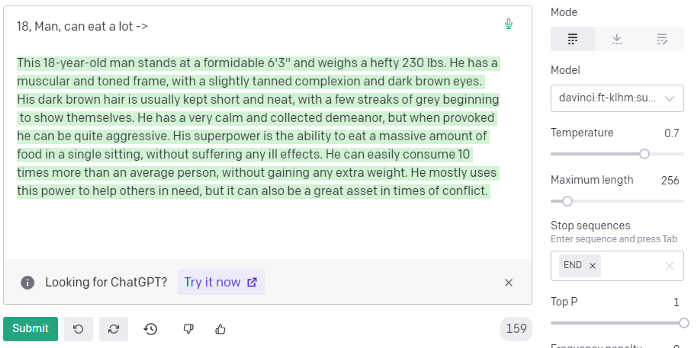 18, Man, can eat a lot ->
This 18-year-old man stands at a formidable 6'3" and weighs a hefty 230 lbs. He has a
muscular and toned frame, with a slightly tanned complexion and dark brown eyes.
His dark brown hair is usually kept short and neat, with a few streaks of grey beginning
to show themselves. He has a very calm and collected demeanor, but when provoked
he can be quite aggressive. His superpower is the ability to eat a massive amount of
food in a single sitting, without suffering any ill effects. He can easily consume 10
times more than an average person, without gaining any extra weight. He mostly uses
this power to help others in need, but it can also be a great asset in times of conflict.
Looking for ChatGPT? Try it now
Submit
159
Mode
Model
davinci:ft-klhm:su...
Temperature 0.7
Maximum length 256
Stop sequences
Enter sequence and press Tab
END
Top P 1